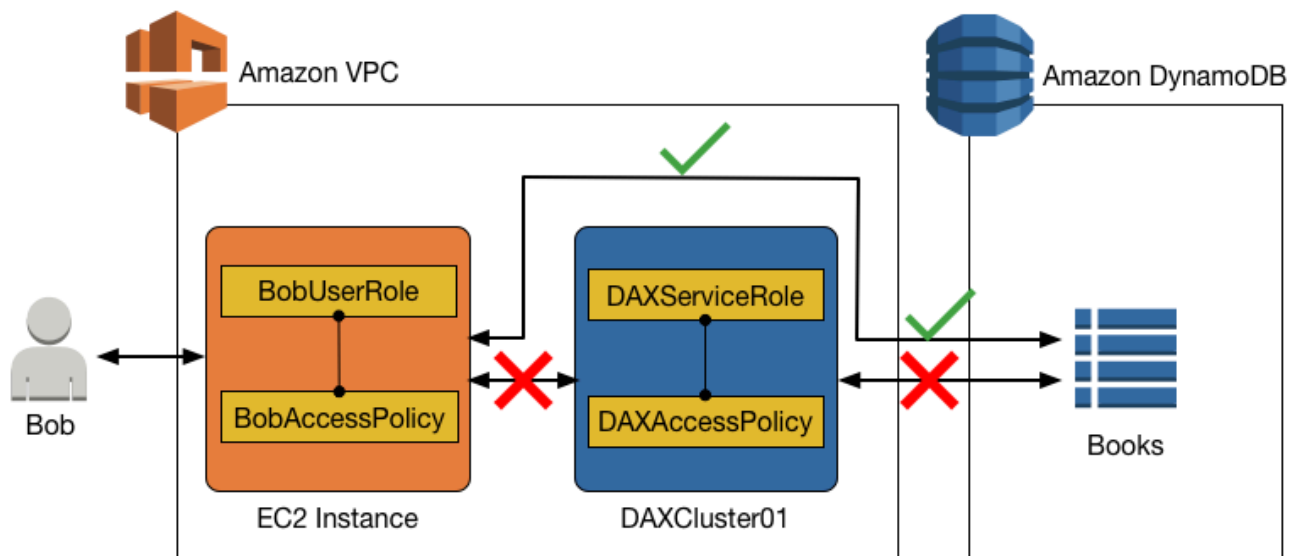 Amazon VPC
Amazon DynamoDB
BobUserRole
DAXServiceRole
BobAccessPolicy
DAXAccessPolicy
Bob
Books
EC2 Instance
DAXCluster01